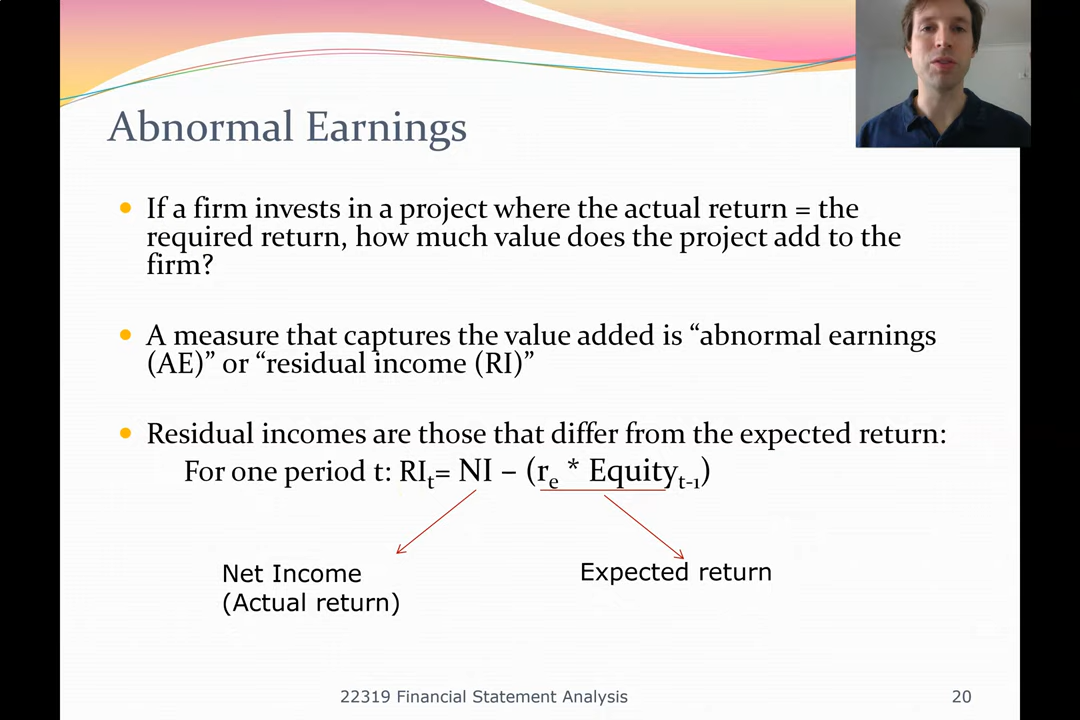 Abnormal Earnings
If a firm invests in a project where the actual return = the
required return, how much value does the project add to the
firm?
A measure that captures the value added is “abnormal earnings
(AE)” or “residual income (RI)”
Residual incomes are those that differ from the expected return:
For one period t: RIt= NI – (re * Equityt-1)
Net Income
(Actual return)
Expected return
22319 Financial Statement Analysis
20